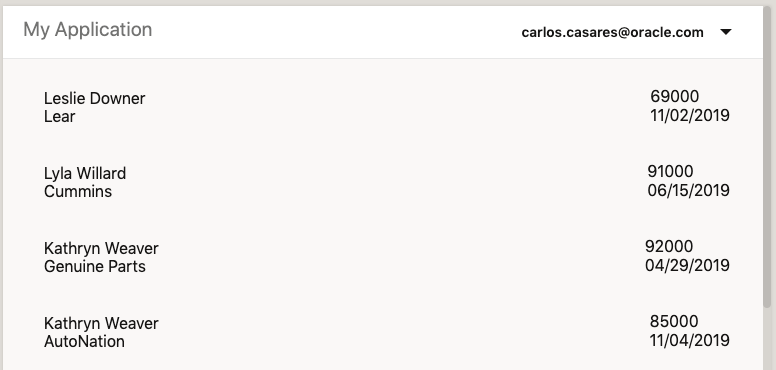 My Application
carlos.casares@oracle.com
Leslie Downer
69000
Lear
11/02/2019
Lyla Willard
91000
Cummins
06/15/2019
Kathryn Weaver
92000
Genuine Parts
04/29/2019
Kathryn Weaver
85000
AutoNation
11/04/2019